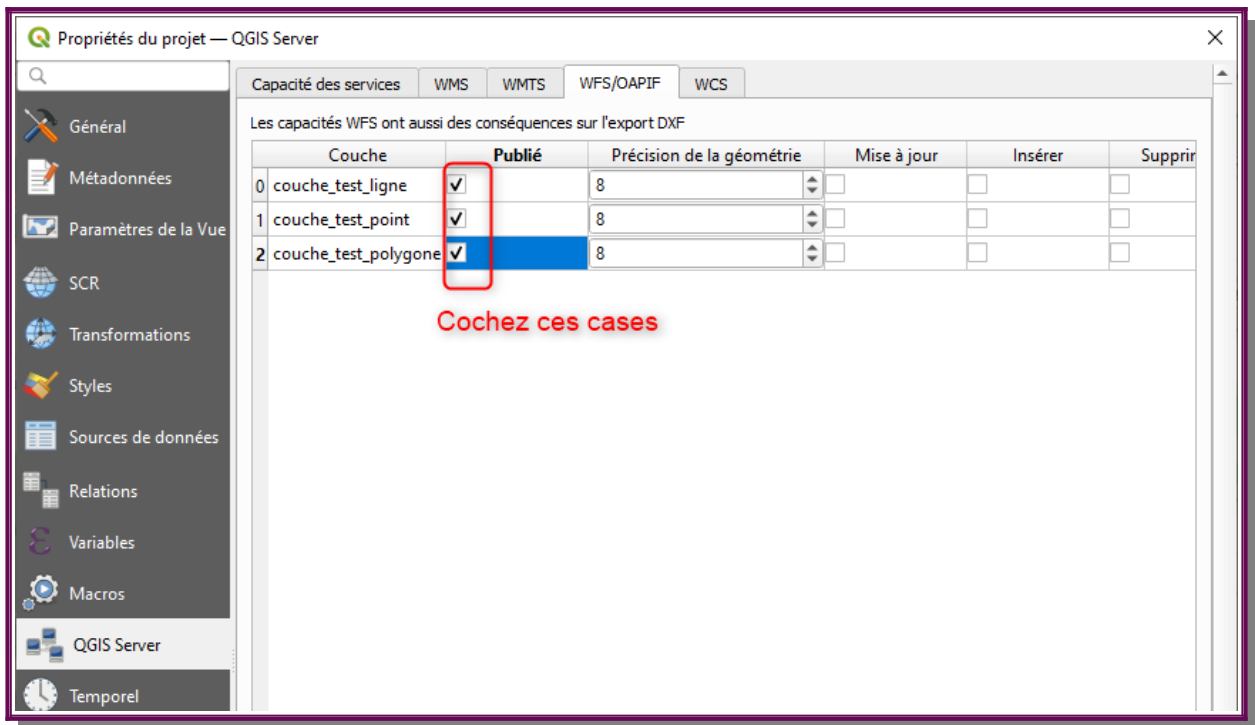 Propriétés du projet — QGIS Server
Capacité des services WMS WMTS WFS/OAPIF WCS
Les capacités WFS ont aussi des conséquences sur l'export DXF
Couche Publié Précision de la géométrie Mise à jour Insérer Supprir
0 couche_test_ligne 8
1 couche_test_point 8
2 couche_test_polygone 8
Cochez ces cases
Général
Métadonnées
Paramètres de la Vue
SCR
Transformations
Styles
Sources de données
Relations
Variables
Macros
QGIS Server
Temporel